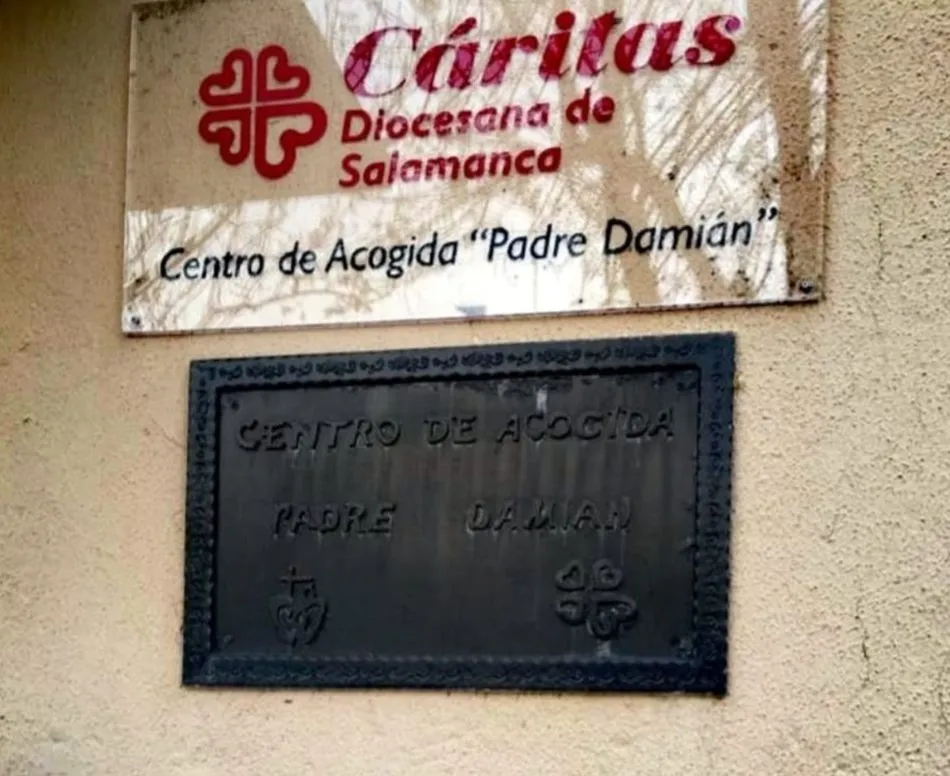 Cáritas
Diocesana de
Salamanca
Centro de Acogida “Padre Damián”
CENTRO DE ACOGIDA
PADRE DAMIAN